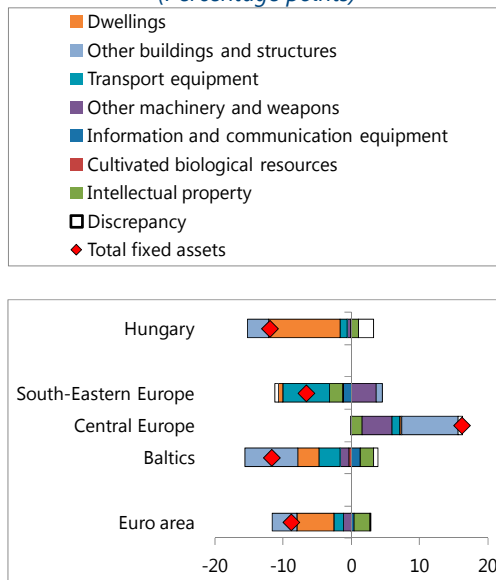 (Percentage points)
Dwellings
Other buildings and structures
Transport equipment
Other machinery and weapons
Information and communication equipment
Cultivated biological resources
Intellectual property
Discrepancy
Total fixed assets
Hungary
South-Eastern Europe
Central Europe
Baltics
Euro area
-20 -10 0 10 20